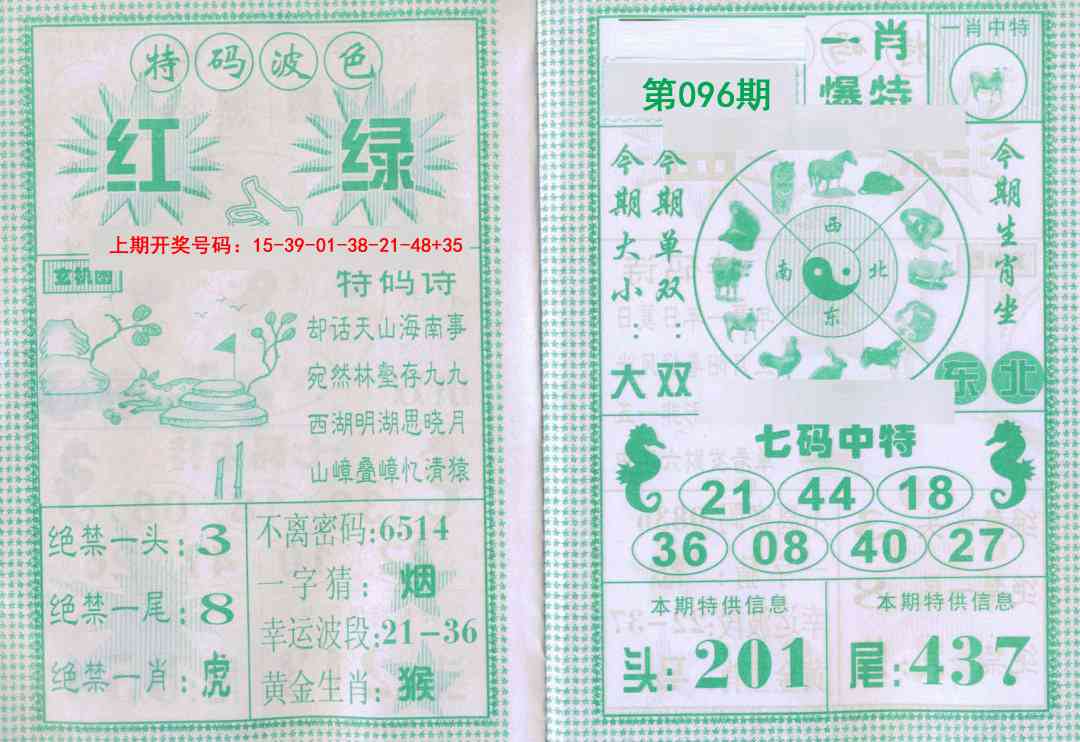 特码波色
红 绿
上期开奖号码：15-39-01-38-21-48+35
玄机图
特码诗
却话天山海南事
宛然林壑存九九
西湖明湖思晓月
山嶂叠嶂忆清猿
绝禁一头：3
绝禁一尾：8
绝禁一肖：虎
不离密码:6514
一字猜：烟
幸运波段:21-36
黄金生肖:猴
第096期
一肖
爆特
一肖中特
今期大小：大
今期单双：双
今期生肖坐
东北
西
南 北
东
七码中特
21 44 18
36 08 40 27
本期特供信息
头:201
本期特供信息
尾:437